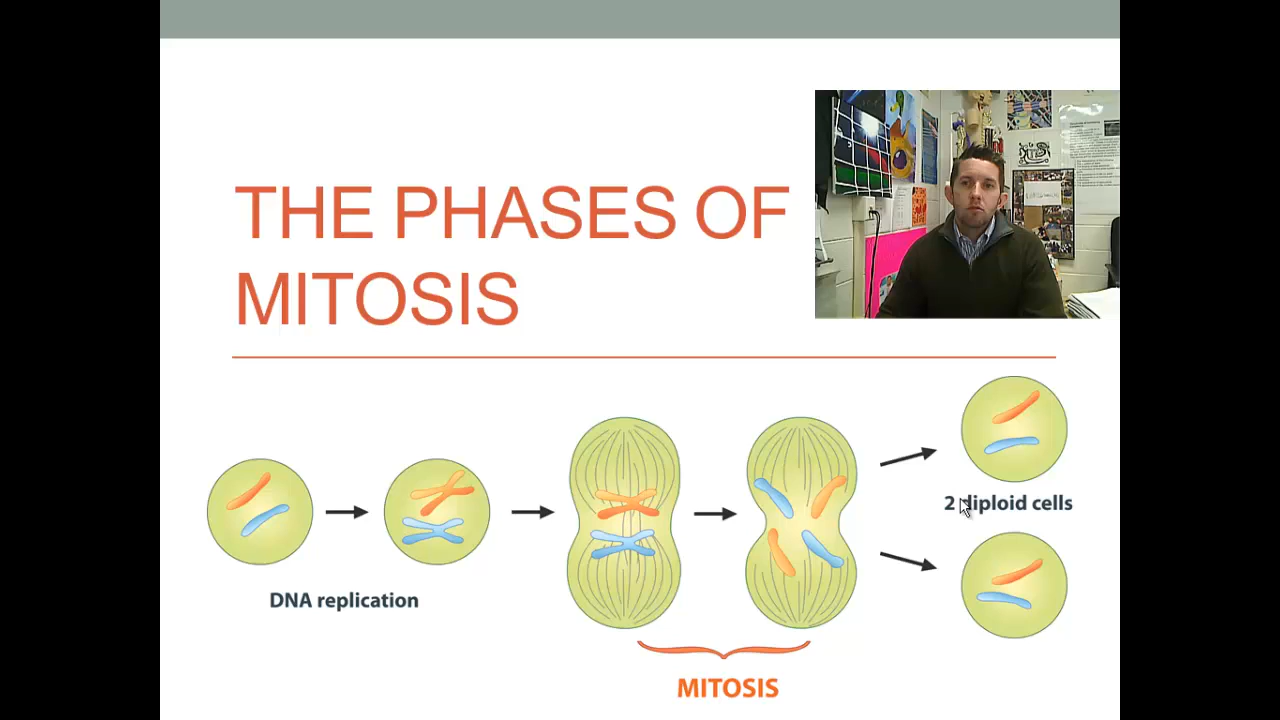 THE PHASES OF
MITOSIS
2 diploid cells
DNA replication
MITOSIS